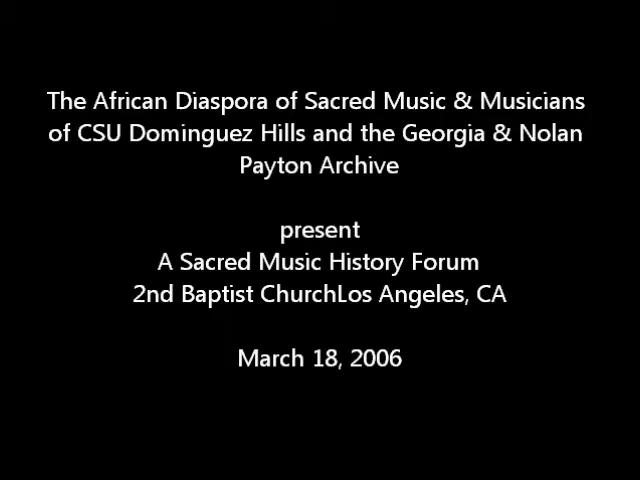 The African Diaspora of Sacred Music & Musicians
of CSU Dominguez Hills and the Georgia & Nolan
Payton Archive
present
A Sacred Music History Forum
2nd Baptist ChurchLos Angeles, CA
March 18, 2006